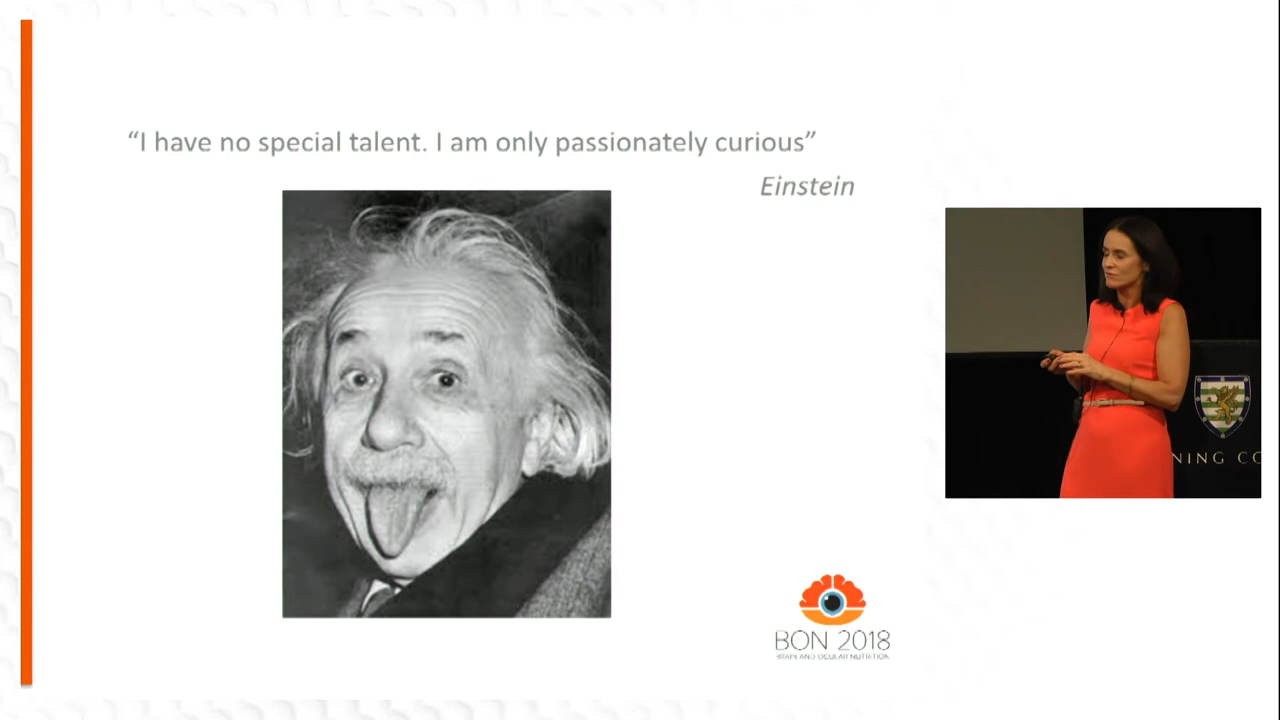 “I have no special talent. I am only passionately curious”
Einstein
BON 2018
BRAIN AND OCULAR NUTRITION
NING CO